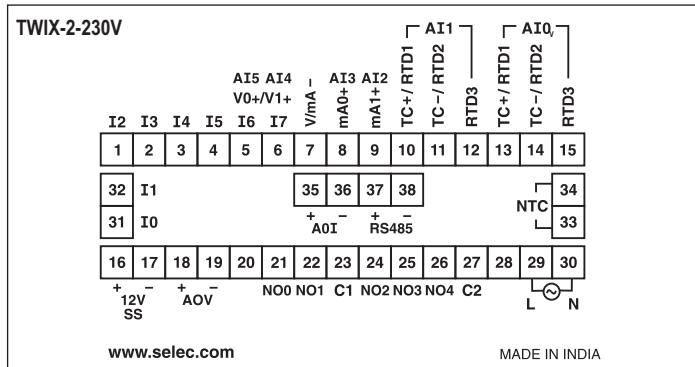 TWIX-2-230V
AI1 AI0v
TC+/ RTD1 TC-/ RTD2 RTD3 TC+/ RTD1 TC-/ RTD2 RTD3
AI5 AI4 V/mA - AI3 mA0+ AI2 mA1+
V0+/V1+
I2 I3 I4 I5 I6 I7
1 2 3 4 5 6 7 8 9 10 11 12 13 14 15
32 I1 35 36 37 38 NTC 34
31 I0 + - + - 33
A0I RS485
16 17 18 19 20 21 22 23 24 25 26 27 28 29 30
+ - + - NO0 NO1 C1 NO2 NO3 NO4 C2
12V AOV L N
SS
www.selec.com MADE IN INDIA